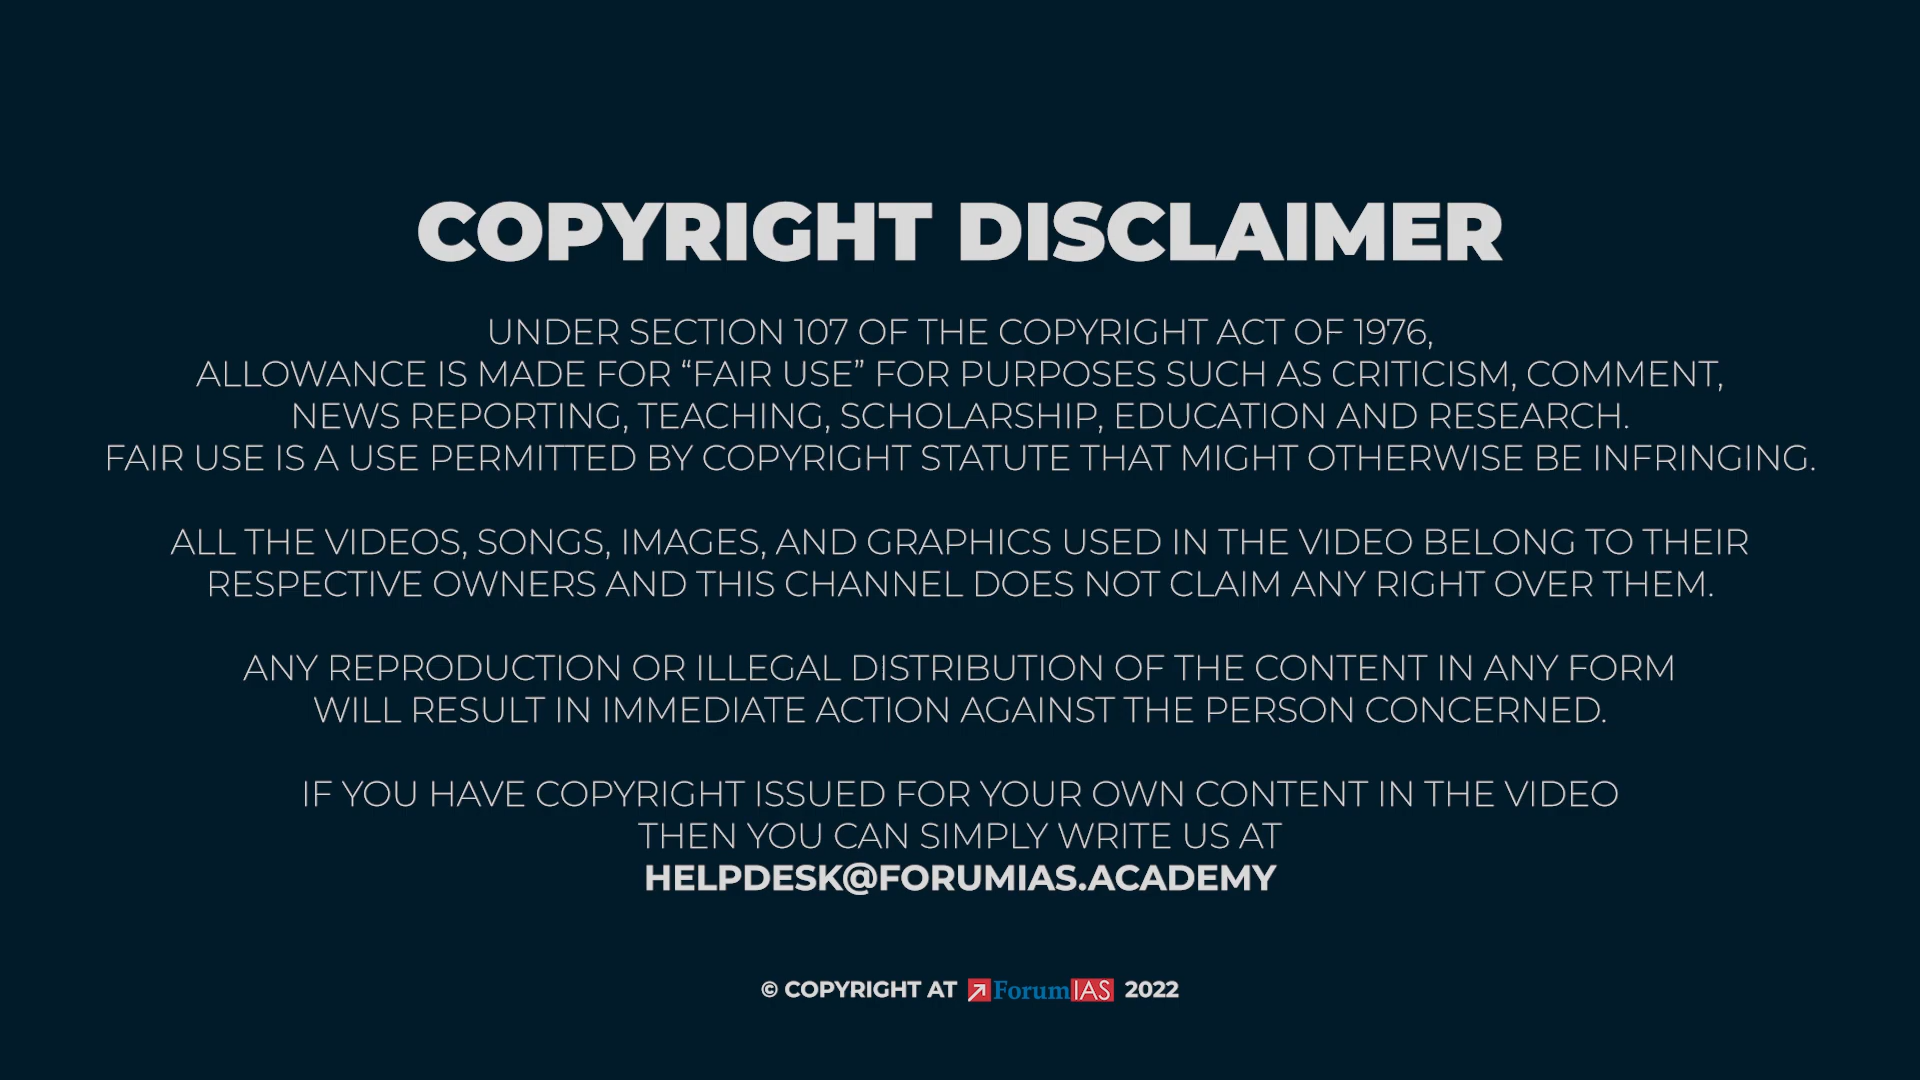 COPYRIGHT DISCLAIMER
UNDER SECTION 107 OF THE COPYRIGHT ACT OF 1976,
ALLOWANCE IS MADE FOR “FAIR USE” FOR PURPOSES SUCH AS CRITICISM, COMMENT,
NEWS REPORTING, TEACHING, SCHOLARSHIP, EDUCATION AND RESEARCH.
FAIR USE IS A USE PERMITTED BY COPYRIGHT STATUTE THAT MIGHT OTHERWISE BE INFRINGING.
ALL THE VIDEOS, SONGS, IMAGES, AND GRAPHICS USED IN THE VIDEO BELONG TO THEIR
RESPECTIVE OWNERS AND THIS CHANNEL DOES NOT CLAIM ANY RIGHT OVER THEM.
ANY REPRODUCTION OR ILLEGAL DISTRIBUTION OF THE CONTENT IN ANY FORM
WILL RESULT IN IMMEDIATE ACTION AGAINST THE PERSON CONCERNED.
IF YOU HAVE COPYRIGHT ISSUED FOR YOUR OWN CONTENT IN THE VIDEO
THEN YOU CAN SIMPLY WRITE US AT
HELPDESK@FORUMIAS.ACADEMY
© COPYRIGHT AT ForumIAS 2022